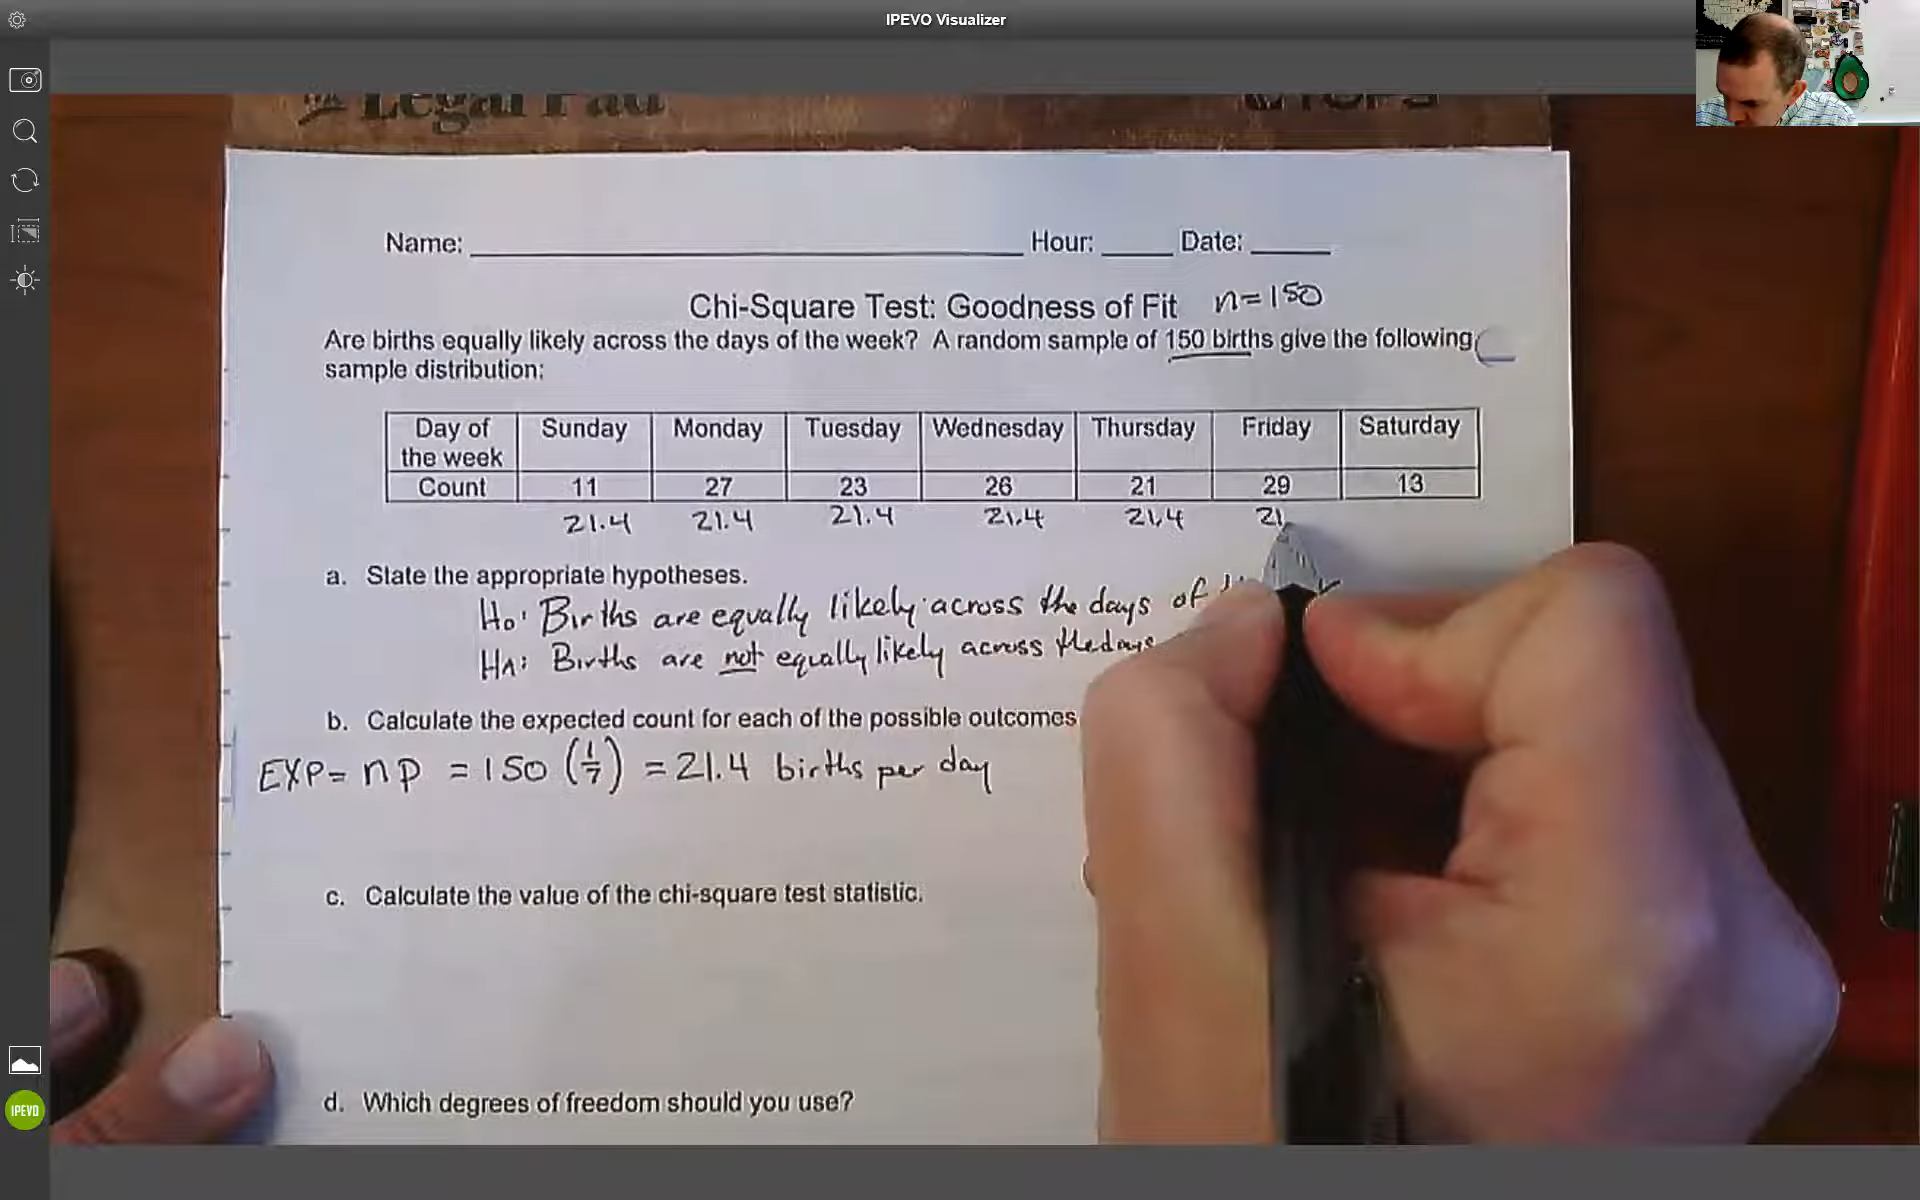 IPEVO Visualizer
Legal Pad
Name: Hour: Date:
Chi-Square Test: Goodness of Fit n=150
Are births equally likely across the days of the week? A random sample of 150 births give the following
sample distribution:
Day of the week Sunday Monday Tuesday Wednesday Thursday Friday Saturday
Count 11 27 23 26 21 29 13
21.4 21.4 21.4 21.4 21.4 21
a. State the appropriate hypotheses.
Ho: Births are equally likely across the days of
HA: Births are not equally likely across the days
b. Calculate the expected count for each of the possible outcomes
EXP= np = 150 (1/7) = 21.4 births per day
c. Calculate the value of the chi-square test statistic.
d. Which degrees of freedom should you use?
IPEVO